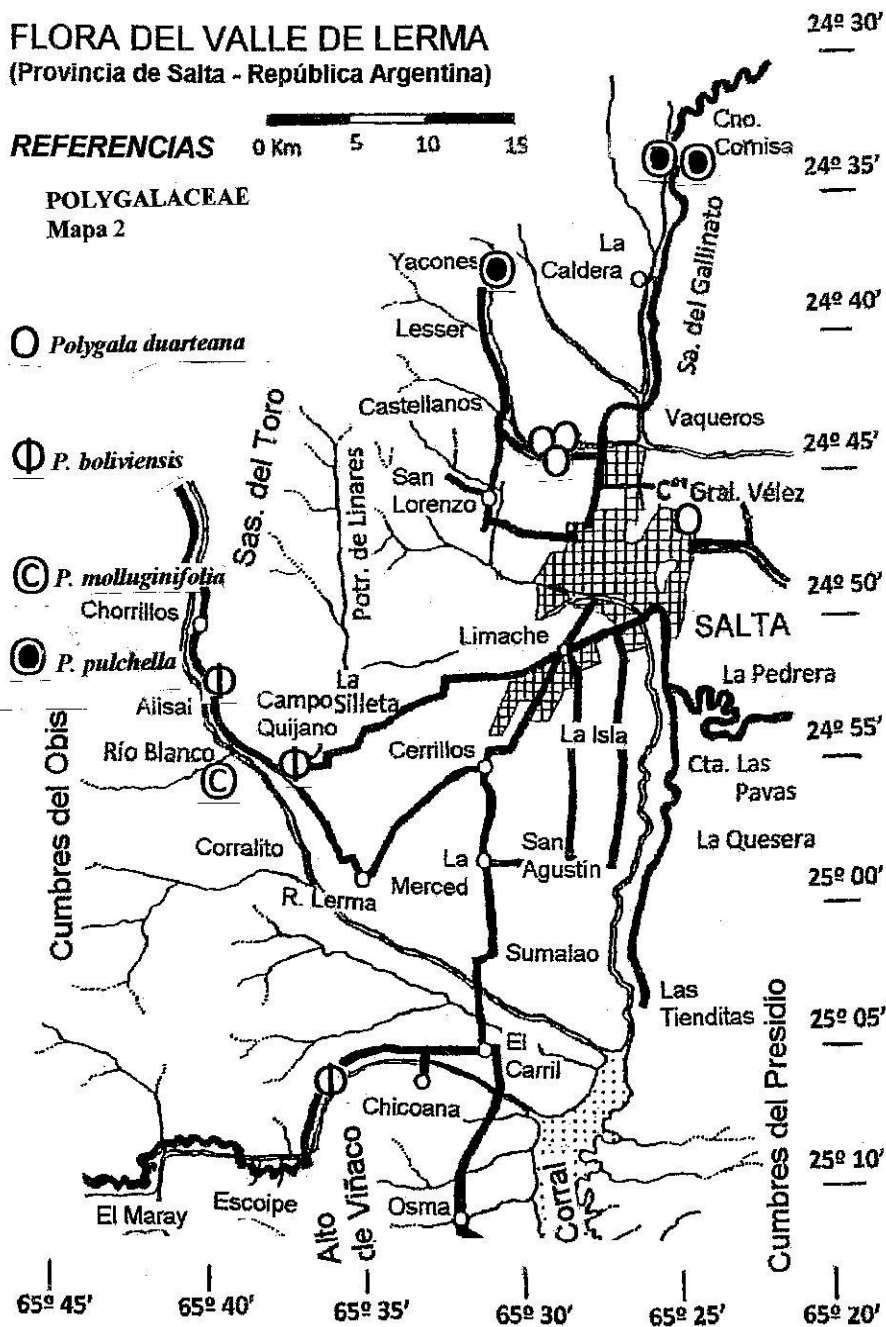 FLORA DEL VALLE DE LERMA
(Provincia de Salta - República Argentina)
REFERENCIAS
0 Km 5 10 15
POLYGALACEAE
Mapa 2
Polygala duarteana
P. boliviensis
P. molluginifolia
P. pulchella
24º 30'
Cno.
Cornisa
24º 35'
La
Caldera
Sa. del Gallinato
Yacones
24º 40'
Lesser
Castellanos
Vaqueros
24º 45'
Sas. del Toro
Potr. de Linares
San
Lorenzo
Cºⁿ Gral. Vélez
24º 50'
Chorrillos
Limache
SALTA
La
Silleta
La Pedrera
Alisal
Campo
Quijano
24º 55'
Río Blanco
Cerrillos
La Isla
Cta. Las
Pavas
Cumbres del Obis
Corralito
La
Merced
San
Agustín
La Quesera
25º 00'
R. Lerma
Sumalao
Las
Tienditas
25º 05'
Cumbres del Presidio
El
Carril
Chicoana
25º 10'
El Maray
Escoipe
Alto
de Viñaco
Osma
Corral
65º 45' 65º 40' 65º 35' 65º 30' 65º 25' 65º 20'